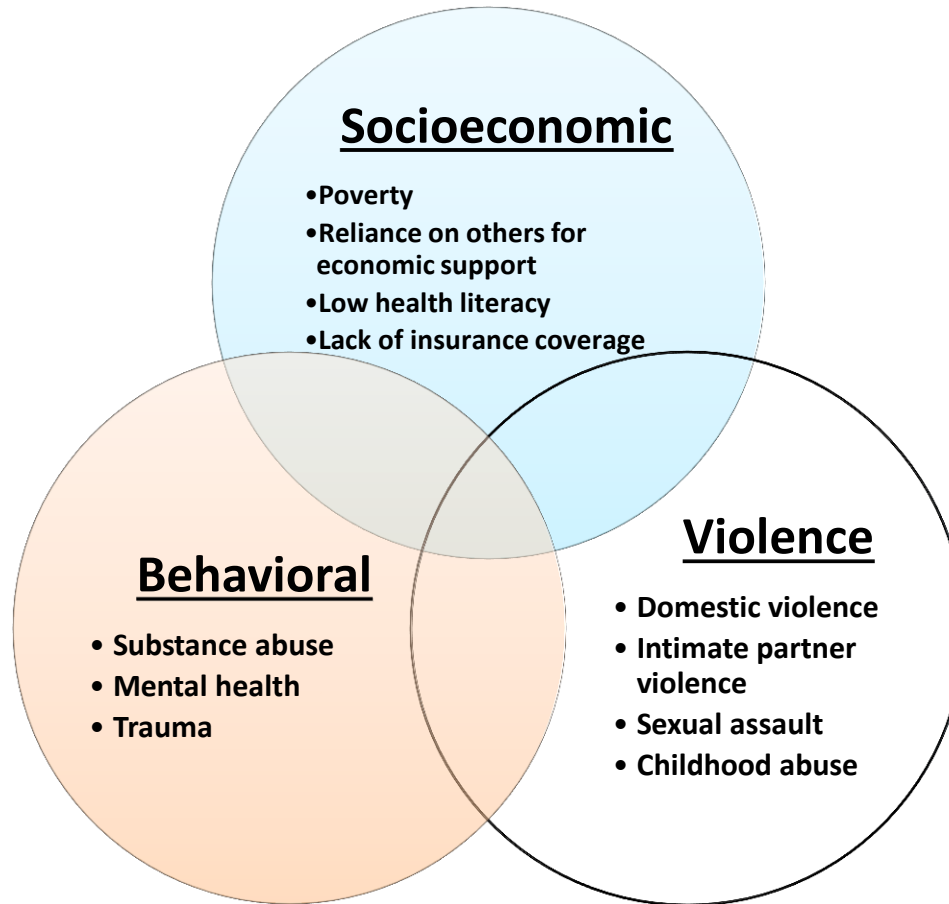 Socioeconomic
•Poverty
•Reliance on others for
economic support
•Low health literacy
•Lack of insurance coverage
Behavioral
• Substance abuse
• Mental health
• Trauma
Violence
• Domestic violence
• Intimate partner
violence
• Sexual assault
• Childhood abuse